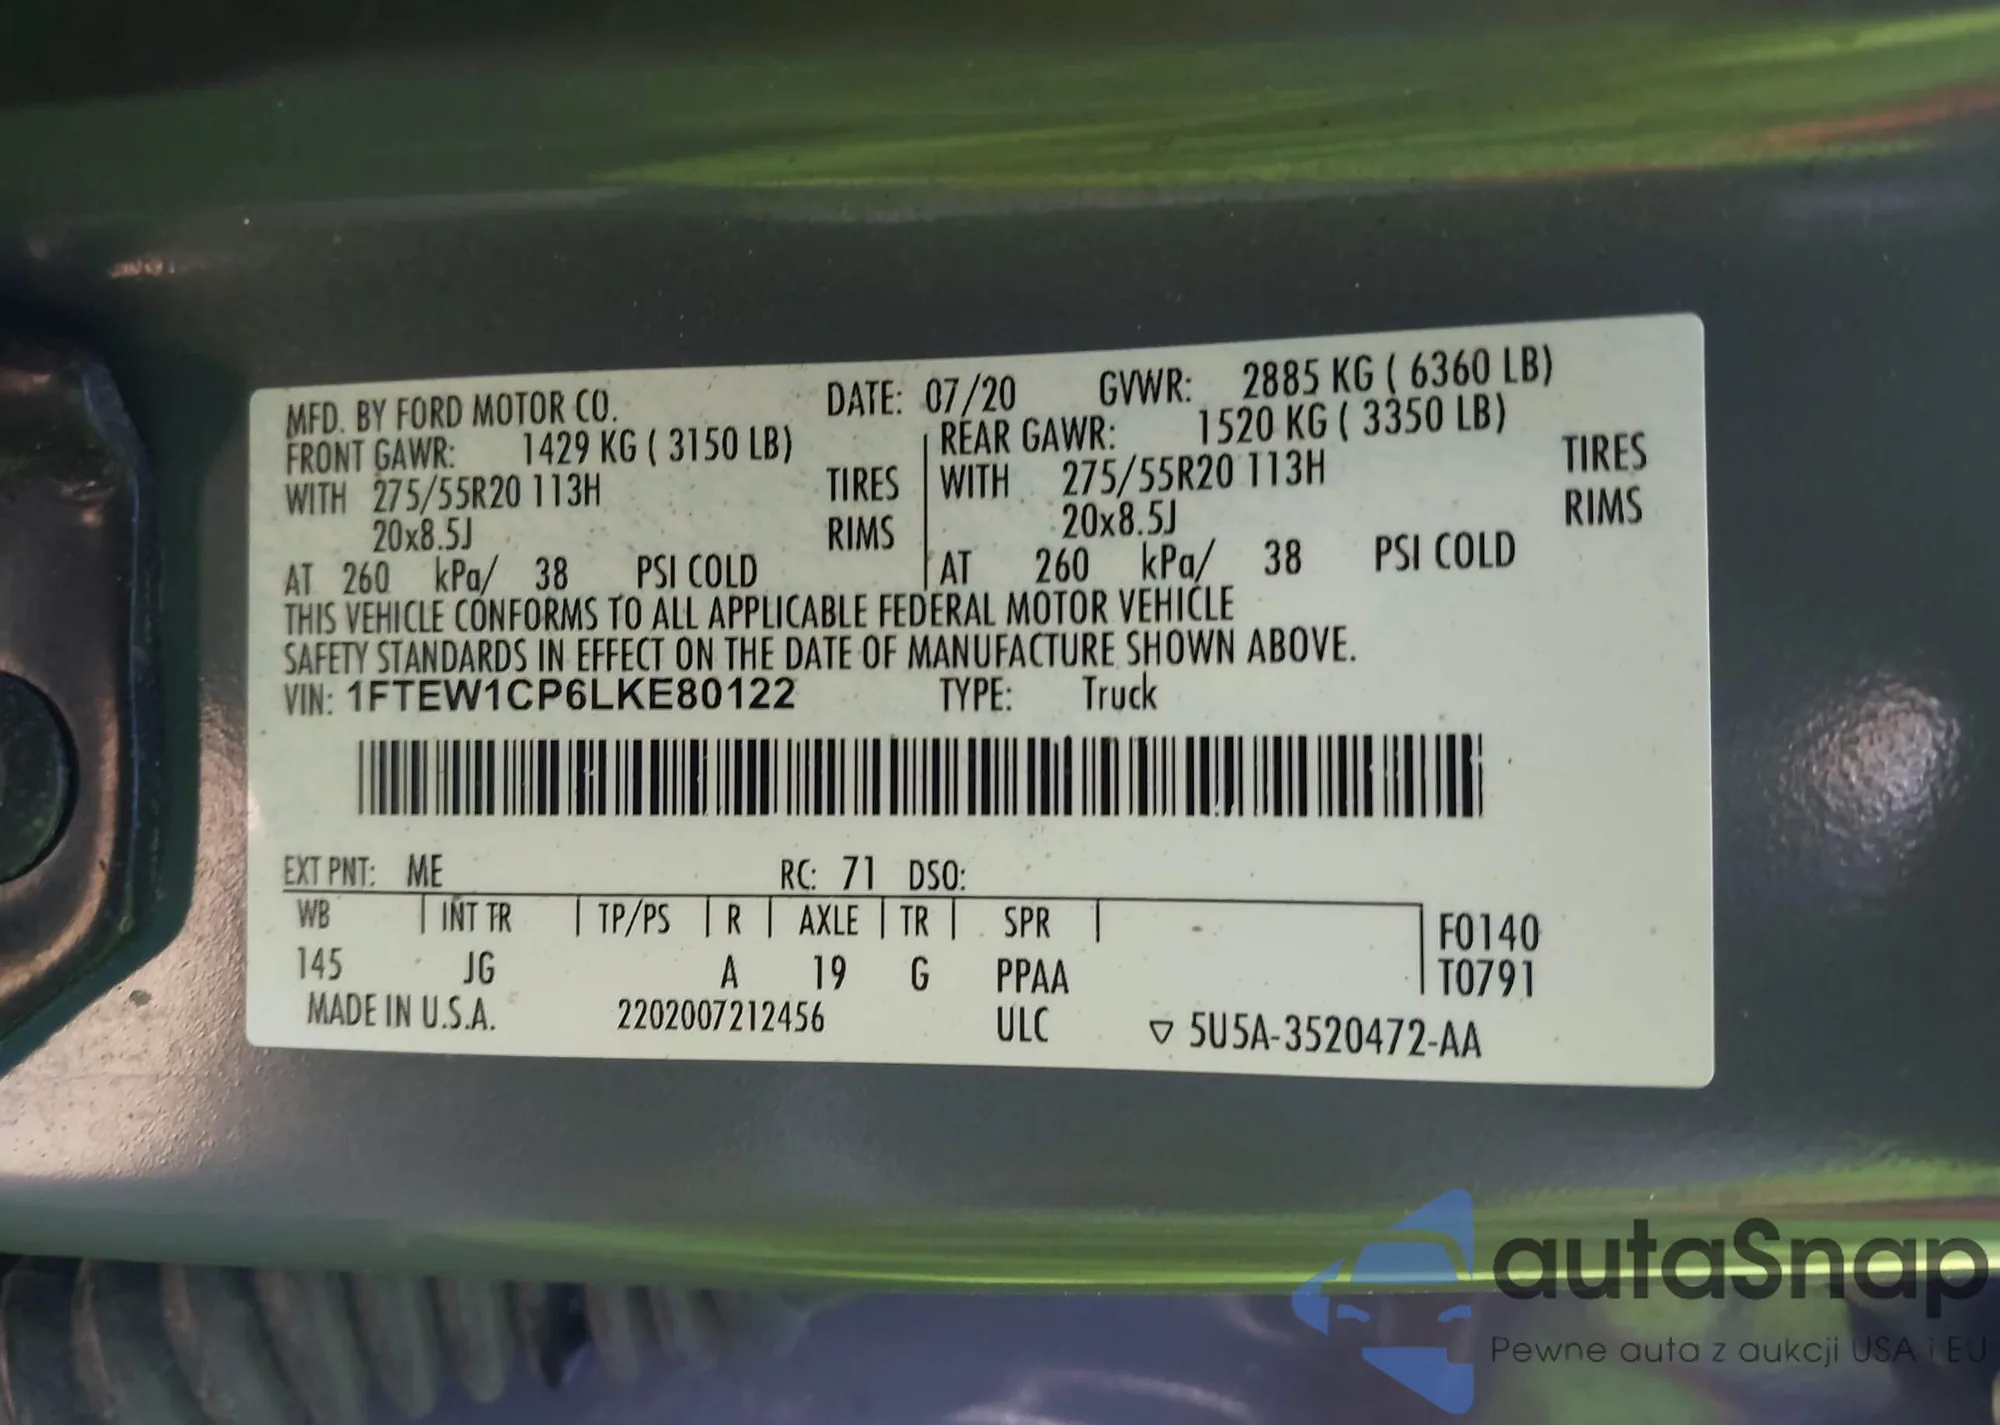 MFD. BY FORD MOTOR CO. DATE: 07/20 GVWR: 2885 KG ( 6360 LB)
FRONT GAWR: 1429 KG ( 3150 LB) REAR GAWR: 1520 KG ( 3350 LB)
WITH 275/55R20 113H TIRES WITH 275/55R20 113H TIRES
20x8.5J RIMS 20x8.5J RIMS
AT 260 kPa/ 38 PSI COLD AT 260 kPa/ 38 PSI COLD
THIS VEHICLE CONFORMS TO ALL APPLICABLE FEDERAL MOTOR VEHICLE
SAFETY STANDARDS IN EFFECT ON THE DATE OF MANUFACTURE SHOWN ABOVE.
VIN: 1FTEW1CP6LKE80122 TYPE: Truck
EXT PNT: ME RC: 71 DSO:
WB INT TR TP/PS R AXLE TR SPR F0140
145 JG A 19 G PPAA T0791
MADE IN U.S.A. 2202007212456 ULC ▽ 5U5A-3520472-AA
autaSnap
Pewne auta z aukcji USA i EU